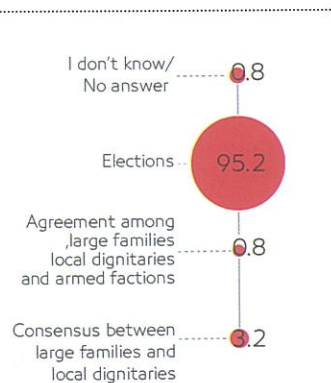 I don't know/
No answer
0.8
Elections
95.2
Agreement among
,large families
local dignitaries
and armed factions
0.8
Consensus between
large families and
local dignitaries
3.2